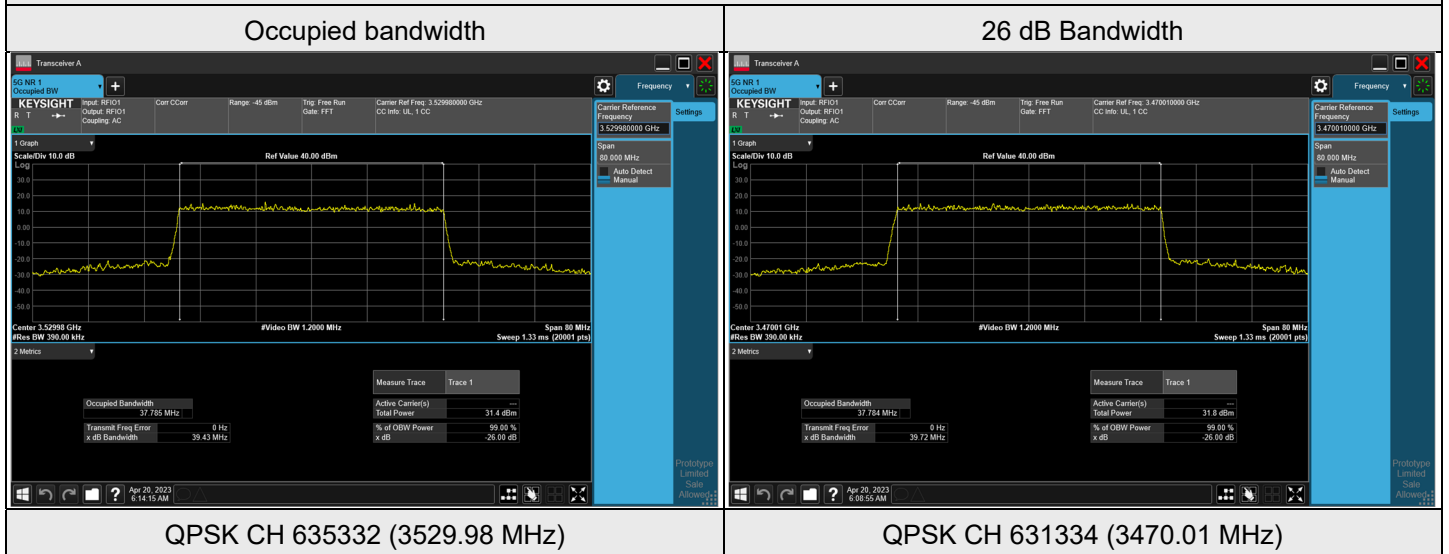 Occupied bandwidth
Transceiver A
5G NR 1
Occupied BW
+
Frequency
KEYSIGHT
R T
LXI
Input: RFIO1
Output: RFIO1
Coupling: AC
Corr CCorr
Range: -45 dBm
Trig: Free Run
Gate: FFT
Carrier Ref Freq: 3.529980000 GHz
CC Info: UL, 1 CC
Carrier Reference
Frequency
3.529980000 GHz
Settings
Span
80.000 MHz
Auto Detect
Manual
1 Graph
Scale/Div 10.0 dB
Ref Value 40.00 dBm
Log
30.0
20.0
10.0
0.00
-10.0
-20.0
-30.0
-40.0
-50.0
Center 3.52998 GHz
#Video BW 1.2000 MHz
Span 80 MHz
#Res BW 390.00 kHz
Sweep 1.33 ms (20001 pts)
2 Metrics
Measure Trace Trace 1
Occupied Bandwidth
37.785 MHz
Active Carrier(s) ---
Total Power 31.4 dBm
Transmit Freq Error 0 Hz
x dB Bandwidth 39.43 MHz
% of OBW Power 99.00 %
x dB -26.00 dB
Prototype
Limited
Sale
Allowed
?
Apr 20, 2023
6:14:15 AM
QPSK CH 635332 (3529.98 MHz)
26 dB Bandwidth
Transceiver A
5G NR 1
Occupied BW
+
Frequency
KEYSIGHT
R T
LXI
Input: RFIO1
Output: RFIO1
Coupling: AC
Corr CCorr
Range: -45 dBm
Trig: Free Run
Gate: FFT
Carrier Ref Freq: 3.470010000 GHz
CC Info: UL, 1 CC
Carrier Reference
Frequency
3.470010000 GHz
Settings
Span
80.000 MHz
Auto Detect
Manual
1 Graph
Scale/Div 10.0 dB
Ref Value 40.00 dBm
Log
30.0
20.0
10.0
0.00
-10.0
-20.0
-30.0
-40.0
-50.0
Center 3.47001 GHz
#Video BW 1.2000 MHz
Span 80 MHz
#Res BW 390.00 kHz
Sweep 1.33 ms (20001 pts)
2 Metrics
Measure Trace Trace 1
Occupied Bandwidth
37.784 MHz
Active Carrier(s) ---
Total Power 31.8 dBm
Transmit Freq Error 0 Hz
x dB Bandwidth 39.72 MHz
% of OBW Power 99.00 %
x dB -26.00 dB
Prototype
Limited
Sale
Allowed
?
Apr 20, 2023
6:08:55 AM
QPSK CH 631334 (3470.01 MHz)